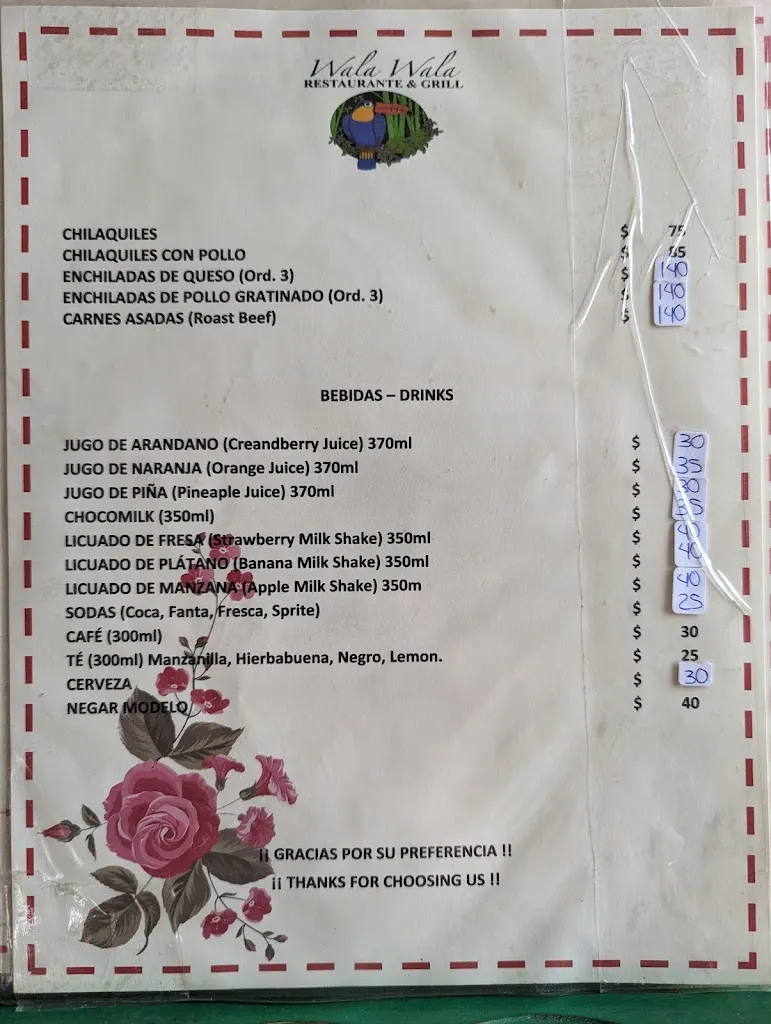 Wala Wala
RESTAURANTE & GRILL
CHILAQUILES $ 75
CHILAQUILES CON POLLO $ 85
ENCHILADAS DE QUESO (Ord. 3) $ 140
ENCHILADAS DE POLLO GRATINADO (Ord. 3) $ 140
CARNES ASADAS (Roast Beef) $ 140
BEBIDAS – DRINKS
JUGO DE ARANDANO (Creandberry Juice) 370ml $ 30
JUGO DE NARANJA (Orange Juice) 370ml $ 35
JUGO DE PIÑA (Pineaple Juice) 370ml $ 30
CHOCOMILK (350ml) $
LICUADO DE FRESA (Strawberry Milk Shake) 350ml $ 40
LICUADO DE PLÁTANO (Banana Milk Shake) 350ml $ 40
LICUADO DE MANZANA (Apple Milk Shake) 350m $ 40
SODAS (Coca, Fanta, Fresca, Sprite) $ 25
CAFÉ (300ml) $ 30
TÉ (300ml) Manzanilla, Hierbabuena, Negro, Lemon. $ 25
CERVEZA $ 30
NEGAR MODELO $ 40
¡¡ GRACIAS POR SU PREFERENCIA !!
¡¡ THANKS FOR CHOOSING US !!